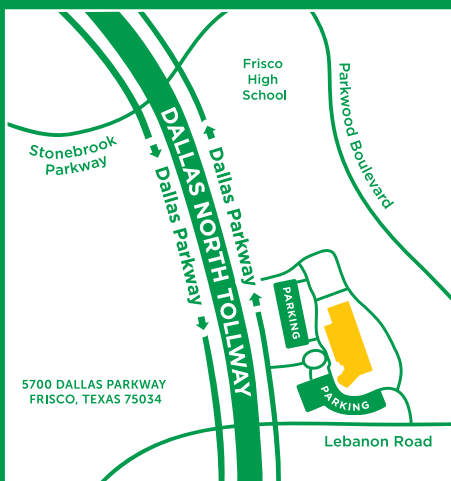 Frisco
High
School
Parkwood Boulevard
Stonebrook
Parkway
DALLAS NORTH TOLLWAY
Dallas Parkway
Dallas Parkway
PARKING
PARKING
5700 DALLAS PARKWAY
FRISCO, TEXAS 75034
Lebanon Road